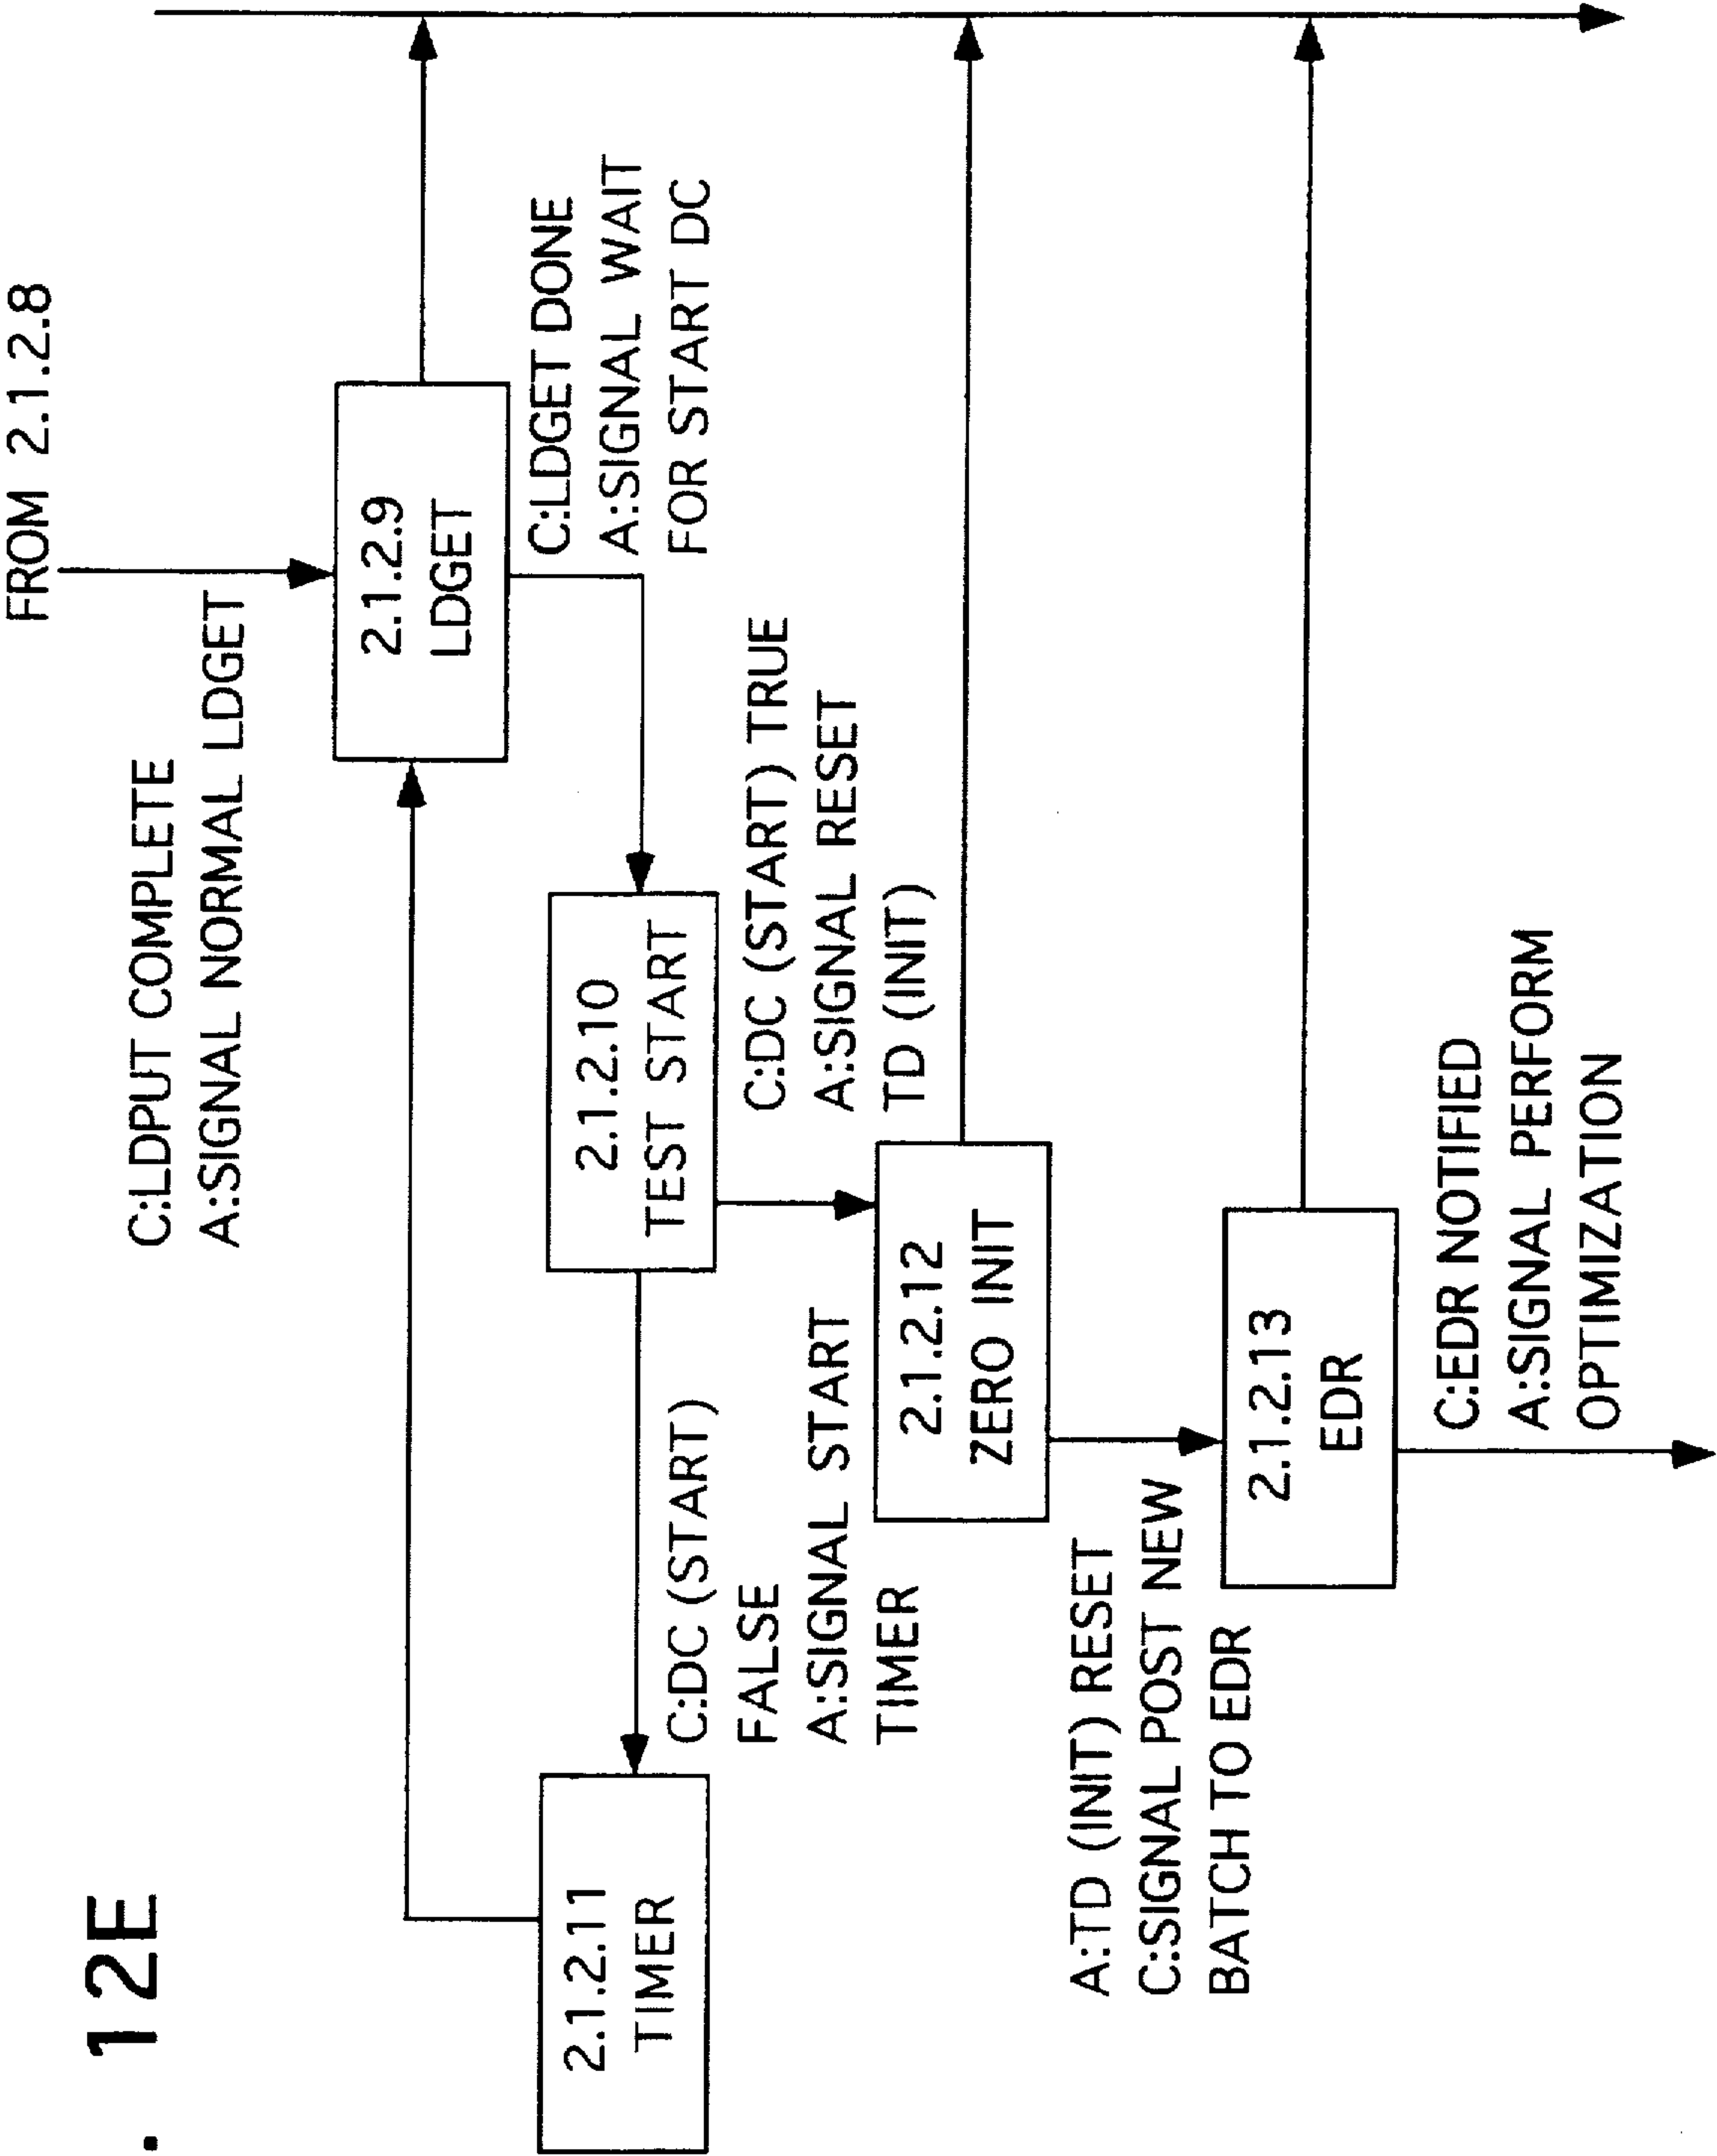 . 12E
FROM 2.1.2.8
C:LDPUT COMPLETE
A:SIGNAL NORMAL LDGET
2.1.2.9
LDGET
C:LDGET DONE
A:SIGNAL WAIT
FOR START DC
2.1.2.10
TEST START
2.1.2.11
TIMER
C:DC (START)
FALSE
A:SIGNAL START
TIMER
C:DC (START) TRUE
A:SIGNAL RESET
TD (INIT)
2.1.2.12
ZERO INIT
A:TD (INIT) RESET
C:SIGNAL POST NEW
BATCH TO EDR
2.1.2.13
EDR
C:EDR NOTIFIED
A:SIGNAL PERFORM
OPTIMIZATION